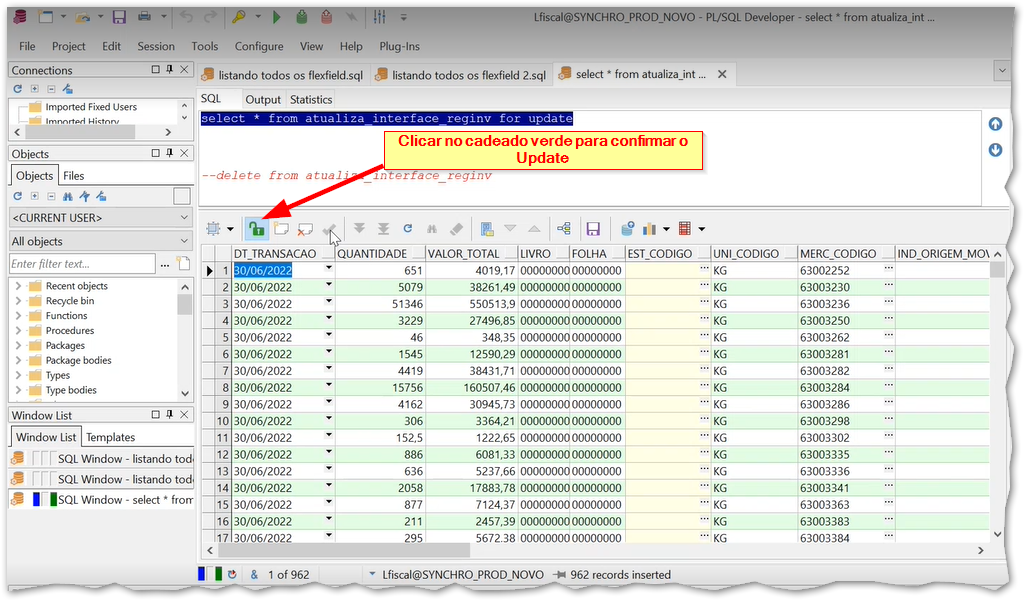 Lfiscal@SYNCHRO_PROD_NOVO - PL/SQL Developer - select * from atualiza_int ...
File Project Edit Session Tools Configure View Help Plug-Ins
Connections
Imported Fixed Users
Imported History
Objects
Objects Files
<CURRENT USER>
All objects
Enter filter text...
Recent objects
Recycle bin
Functions
Procedures
Packages
Package bodies
Types
Type bodies
Window List
Window List Templates
SQL Window - listando todo
SQL Window - listando todo
SQL Window - select * from
listando todos os flexfield.sql listando todos os flexfield 2.sql select * from atualiza_int ...
SQL Output Statistics
select * from atualiza_interface_reginv for update
Clicar no cadeado verde para confirmar o
Update
--delete from atualiza_interface_reginv
DT_TRANSACAO QUANTIDADE VALOR_TOTAL LIVRO FOLHA EST_CODIGO UNI_CODIGO MERC_CODIGO IND_ORIGEM_MOV
1 30/06/2022 651 4019,17 00000000 00000000 KG 63002252
2 30/06/2022 5079 38261,49 00000000 00000000 KG 63003230
3 30/06/2022 51346 550513,9 00000000 00000000 KG 63003236
4 30/06/2022 3229 27496,85 00000000 00000000 KG 63003250
5 30/06/2022 46 348,35 00000000 00000000 KG 63003262
6 30/06/2022 1545 12590,29 00000000 00000000 KG 63003281
7 30/06/2022 4419 38431,71 00000000 00000000 KG 63003282
8 30/06/2022 15756 160507,46 00000000 00000000 KG 63003284
9 30/06/2022 4162 30945,73 00000000 00000000 KG 63003286
10 30/06/2022 306 3364,21 00000000 00000000 KG 63003298
11 30/06/2022 152,5 1222,65 00000000 00000000 KG 63003302
12 30/06/2022 886 6081,33 00000000 00000000 KG 63003335
13 30/06/2022 636 5237,66 00000000 00000000 KG 63003336
14 30/06/2022 2058 17883,78 00000000 00000000 KG 63003341
15 30/06/2022 877 7124,37 00000000 00000000 KG 63003363
16 30/06/2022 211 2457,39 00000000 00000000 KG 63003383
17 30/06/2022 295 5672,38 00000000 00000000 KG 63003384
1 of 962 Lfiscal@SYNCHRO_PROD_NOVO 962 records inserted